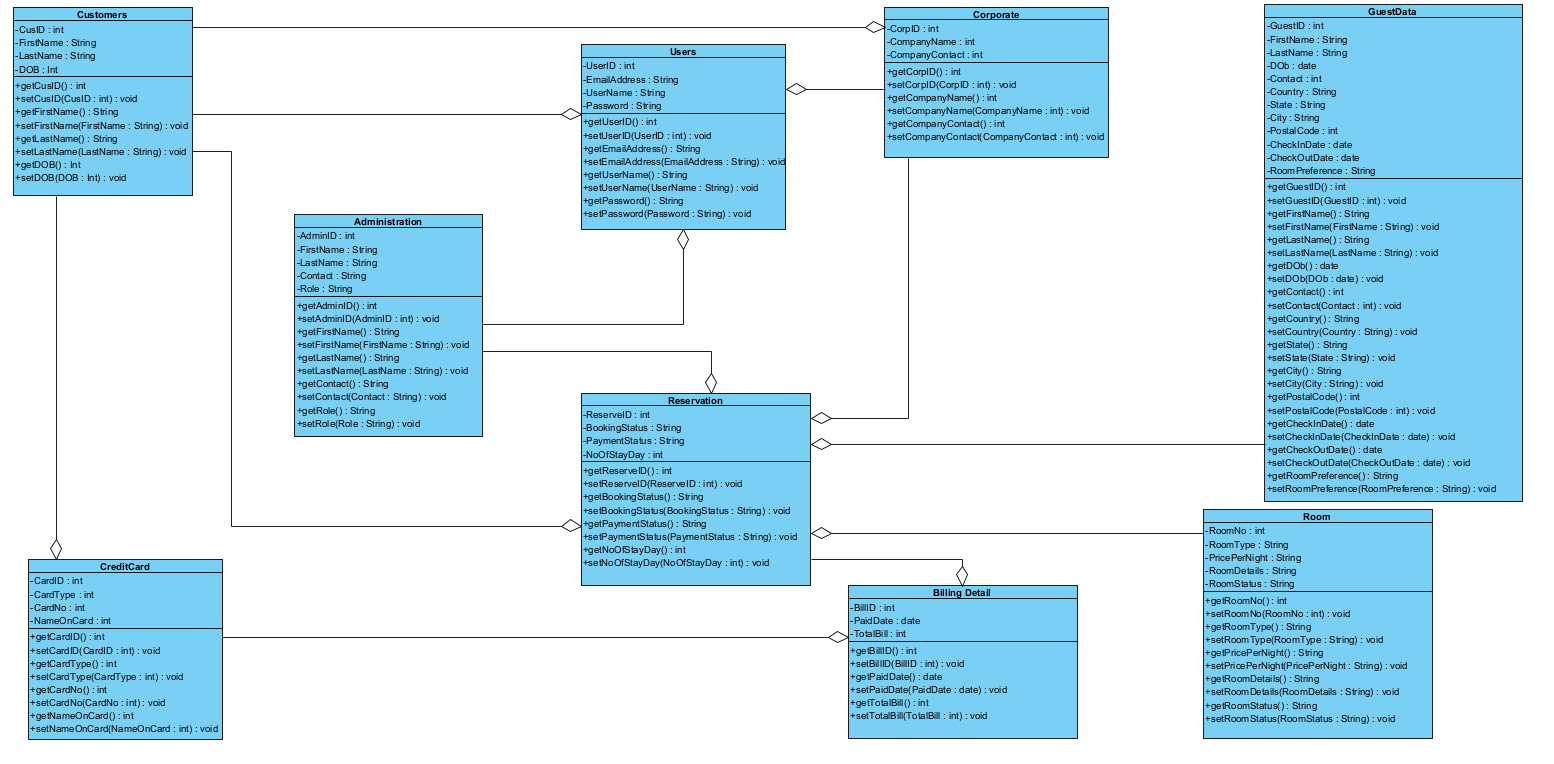 Customers
-CusID : int
-FirstName : String
-LastName : String
-DOB : Int
+getCusID() : int
+setCusID(CusID : int) : void
+getFirstName() : String
+setFirstName(FirstName : String) : void
+getLastName() : String
+setLastName(LastName : String) : void
+getDOB() : Int
+setDOB(DOB : Int) : void
Users
-UserID : int
-EmailAddress : String
-UserName : String
-Password : String
+getUserID() : int
+setUserID(UserID : int) : void
+getEmailAddress() : String
+setEmailAddress(EmailAddress : String) : void
+getUserName() : String
+setUserName(UserName : String) : void
+getPassword() : String
+setPassword(Password : String) : void
Corporate
-CorpID : int
-CompanyName : int
-CompanyContact : int
+getCorpID() : int
+setCorpID(CorpID : int) : void
+getCompanyName() : int
+setCompanyName(CompanyName : int) : void
+getCompanyContact() : int
+setCompanyContact(CompanyContact : int) : void
GuestData
-GuestID : int
-FirstName : String
-LastName : String
-DOb : date
-Contact : int
-Country : String
-State : String
-City : String
-PostalCode : int
-CheckInDate : date
-CheckOutDate : date
-RoomPreference : String
+getGuestID() : int
+setGuestID(GuestID : int) : void
+getFirstName() : String
+setFirstName(FirstName : String) : void
+getLastName() : String
+setLastName(LastName : String) : void
+getDOb() : date
+setDOb(DOb : date) : void
+getContact() : int
+setContact(Contact : int) : void
+getCountry() : String
+setCountry(Country : String) : void
+getState() : String
+setState(State : String) : void
+getCity() : String
+setCity(City : String) : void
+getPostalCode() : int
+setPostalCode(PostalCode : int) : void
+getCheckInDate() : date
+setCheckInDate(CheckInDate : date) : void
+getCheckOutDate() : date
+setCheckOutDate(CheckOutDate : date) : void
+getRoomPreference() : String
+setRoomPreference(RoomPreference : String) : void
Administration
-AdminID : int
-FirstName : String
-LastName : String
-Contact : String
-Role : String
+getAdminID() : int
+setAdminID(AdminID : int) : void
+getFirstName() : String
+setFirstName(FirstName : String) : void
+getLastName() : String
+setLastName(LastName : String) : void
+getContact() : String
+setContact(Contact : String) : void
+getRole() : String
+setRole(Role : String) : void
Reservation
-ReserveID : int
-BookingStatus : String
-PaymentStatus : String
-NoOfStayDay : int
+getReserveID() : int
+setReserveID(ReserveID : int) : void
+getBookingStatus() : String
+setBookingStatus(BookingStatus : String) : void
+getPaymentStatus() : String
+setPaymentStatus(PaymentStatus : String) : void
+getNoOfStayDay() : int
+setNoOfStayDay(NoOfStayDay : int) : void
CreditCard
-CardID : int
-CardType : int
-CardNo : int
-NameOnCard : int
+getCardID() : int
+setCardID(CardID : int) : void
+getCardType() : int
+setCardType(CardType : int) : void
+getCardNo() : int
+setCardNo(CardNo : int) : void
+getNameOnCard() : int
+setNameOnCard(NameOnCard : int) : void
Billing Detail
-BillID : int
-PaidDate : date
-TotalBill : int
+getBillID() : int
+setBillID(BillID : int) : void
+getPaidDate() : date
+setPaidDate(PaidDate : date) : void
+getTotalBill() : int
+setTotalBill(TotalBill : int) : void
Room
-RoomNo : int
-RoomType : String
-PricePerNight : String
-RoomDetails : String
-RoomStatus : String
+getRoomNo() : int
+setRoomNo(RoomNo : int) : void
+getRoomType() : String
+setRoomType(RoomType : String) : void
+getPricePerNight() : String
+setPricePerNight(PricePerNight : String) : void
+getRoomDetails() : String
+setRoomDetails(RoomDetails : String) : void
+getRoomStatus() : String
+setRoomStatus(RoomStatus : String) : void